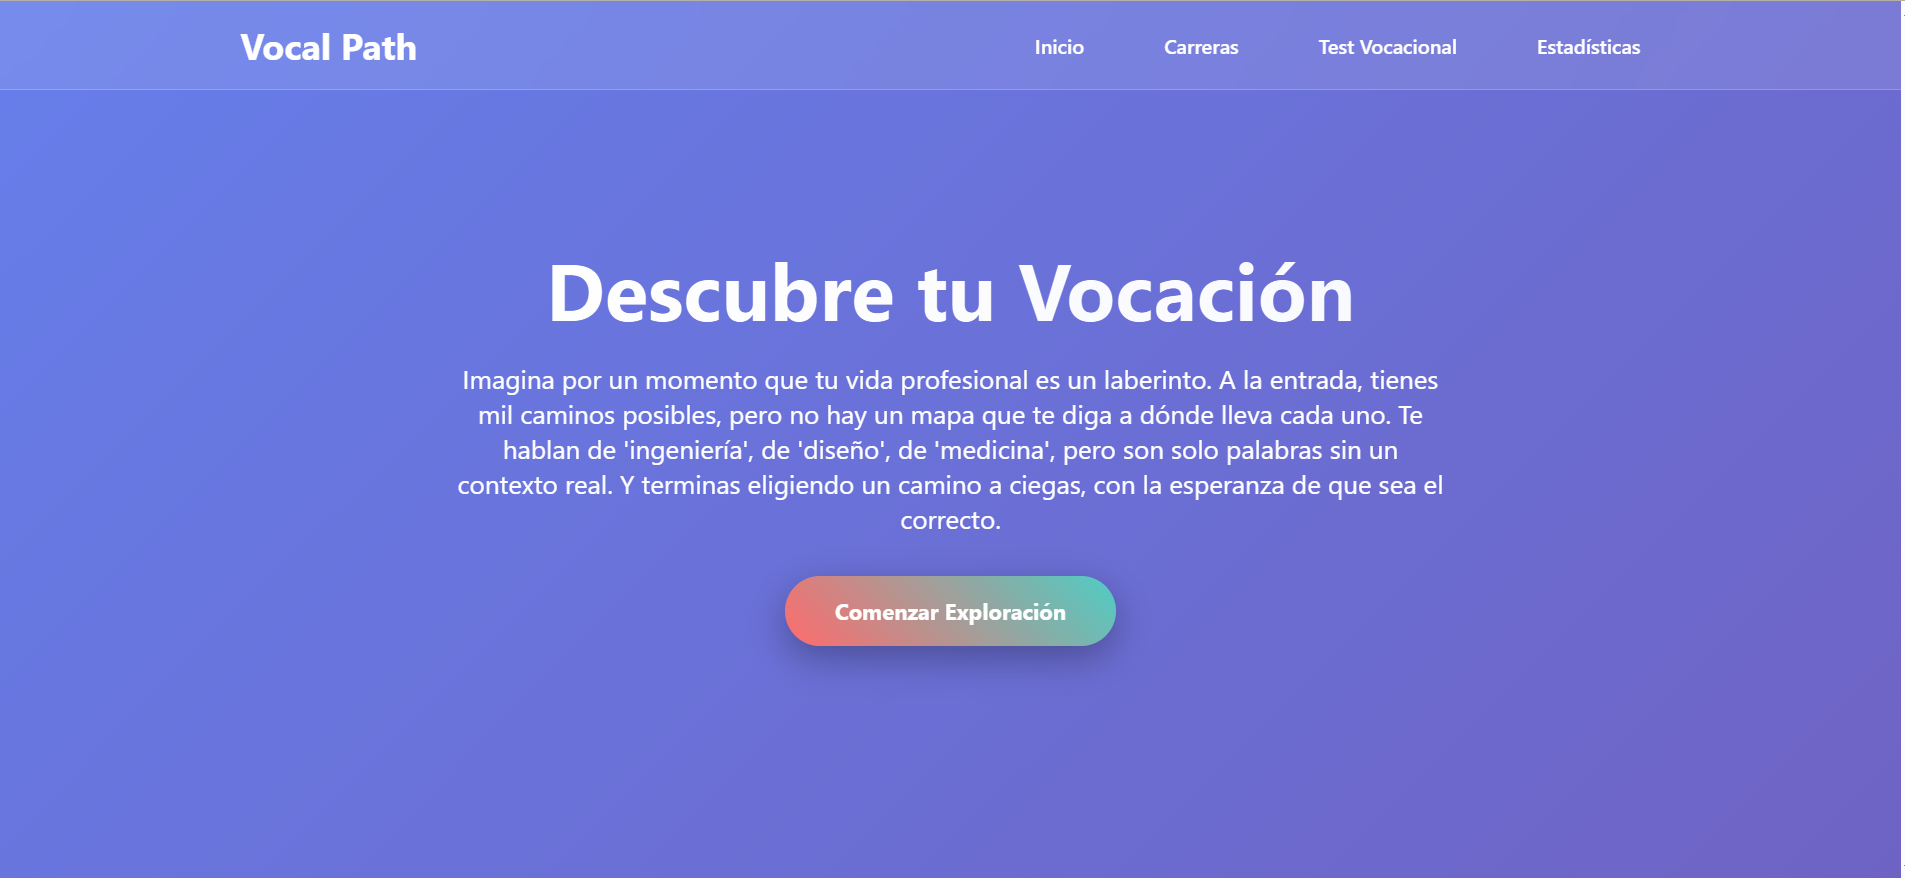 Vocal Path
Inicio
Carreras
Test Vocacional
Estadísticas
Descubre tu Vocación
Imagina por un momento que tu vida profesional es un laberinto. A la entrada, tienes
mil caminos posibles, pero no hay un mapa que te diga a dónde lleva cada uno. Te
hablan de 'ingeniería', de 'diseño', de 'medicina', pero son solo palabras sin un
contexto real. Y terminas eligiendo un camino a ciegas, con la esperanza de que sea el
correcto.
Comenzar Exploración